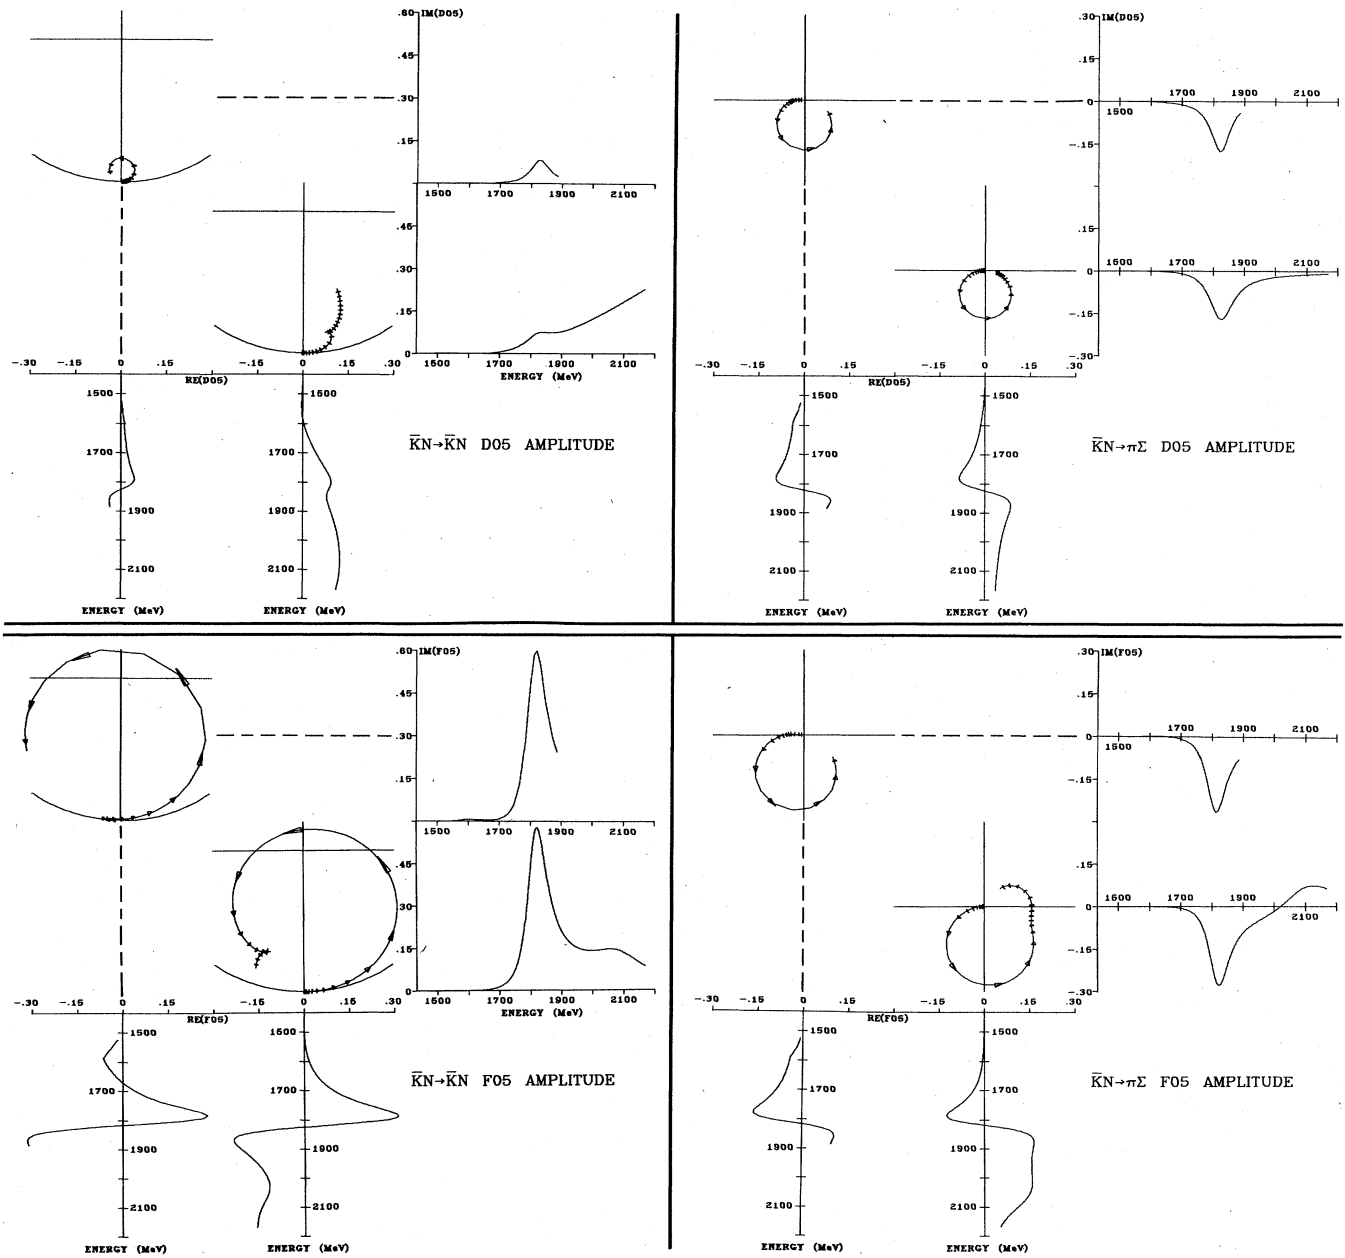 .60 IM(D05)
.45
.30
.15
1500 1700 1900 2100
.45
.30
.15
0
1500 1700 1900 2100
ENERGY (MeV)
-.30 -.15 0 .15 -.15 0 .15 .30
RE(D05)
1500 1500
1700 1700
1900 1900
2100 2100
ENERGY (MeV) ENERGY (MeV)
K̅N→K̅N D05 AMPLITUDE
.30 IM(D05)
.15
1700 1900 2100
0
1500
-.15
.15
1500 1700 1900 2100
0
-.15
-.30
-.30 -.15 0 .15 -.15 0 .15 .30
RE(D05)
1500 1500
1700 1700
1900 1900
2100 2100
ENERGY (MeV) ENERGY (MeV)
K̅N→πΣ D05 AMPLITUDE
.60 IM(F05)
.45
.30
.15
1500 1700 1900 2100
.45
.30
.15
0
1500 1700 1900 2100
ENERGY (MeV)
-.30 -.15 0 .15 -.15 0 .15 .30
RE(F05)
1500 1500
1700 1700
1900 1900
2100 2100
ENERGY (MeV) ENERGY (MeV)
K̅N→K̅N F05 AMPLITUDE
.30 IM(F05)
.15
1700 1900 2100
0
1500
-.15
.15
1500 1700 1900
0
2100
-.15
-.30
-.30 -.15 0 .15 -.15 0 .15 .30
RE(F05)
1500 1500
1700 1700
1900 1900
2100 2100
ENERGY (MeV) ENERGY (MeV)
K̅N→πΣ F05 AMPLITUDE